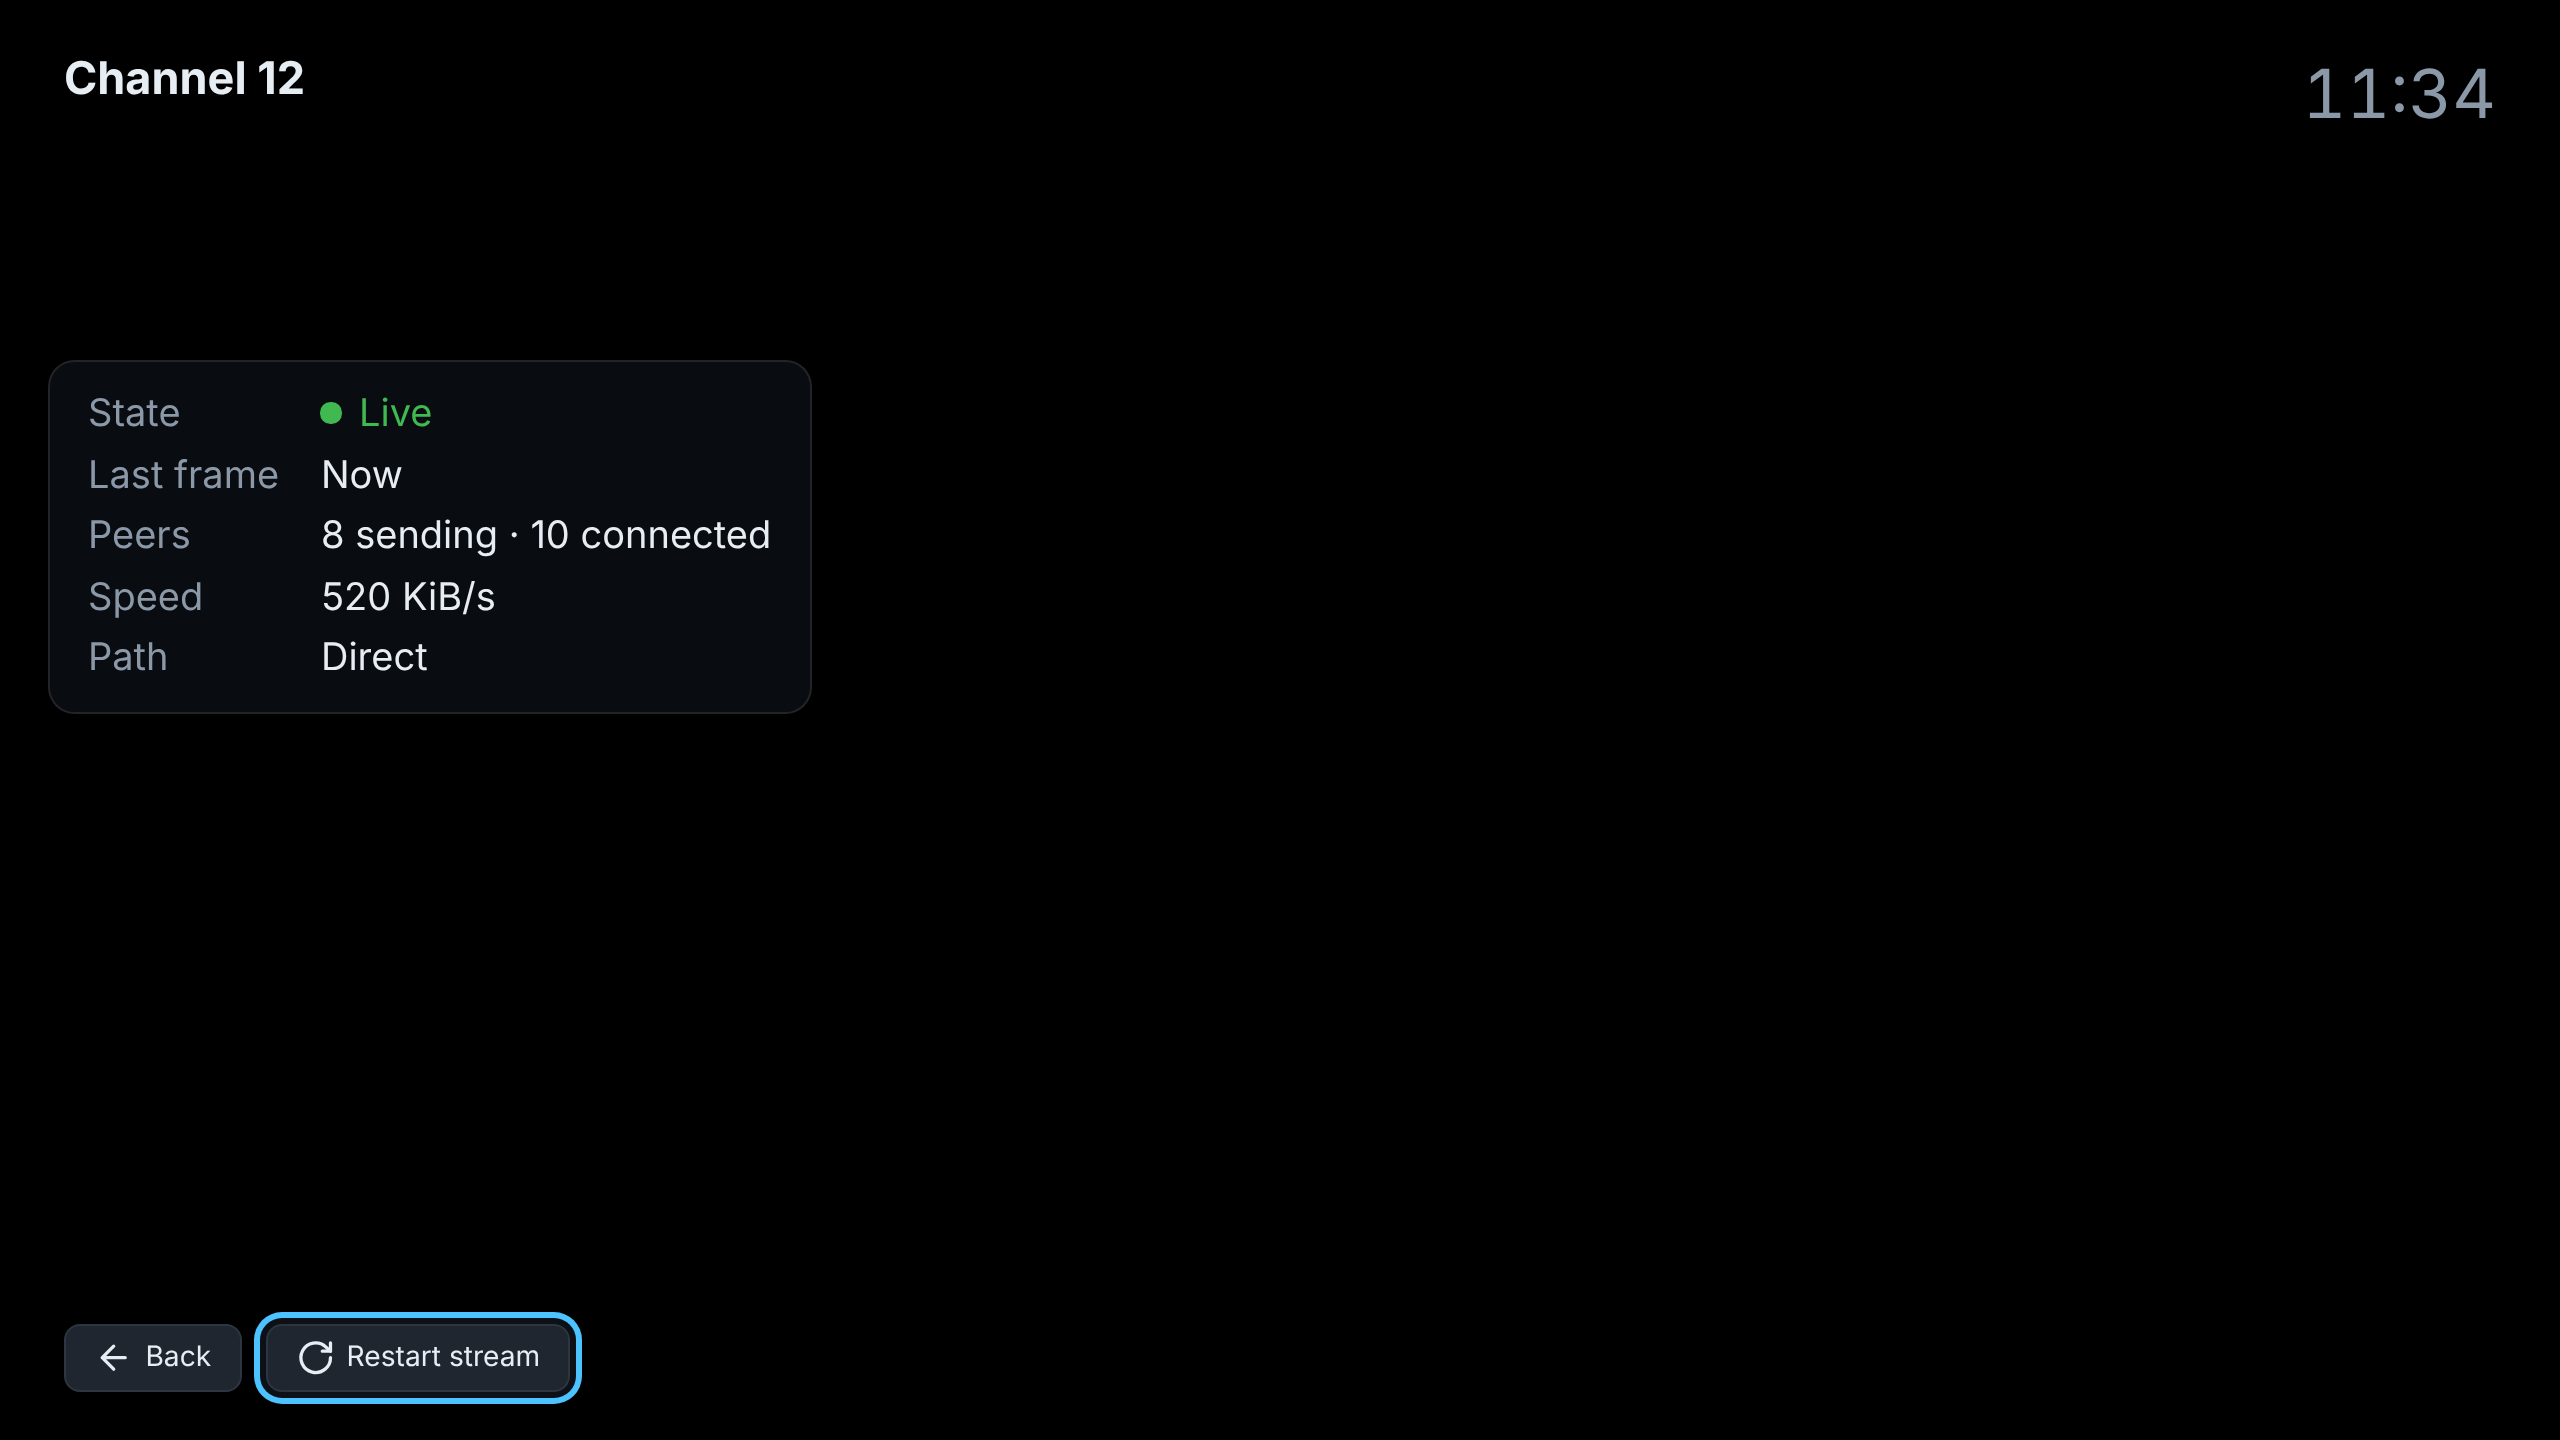 Channel 12
11:34
State Live
Last frame Now
Peers 8 sending · 10 connected
Speed 520 KiB/s
Path Direct
Back Restart stream